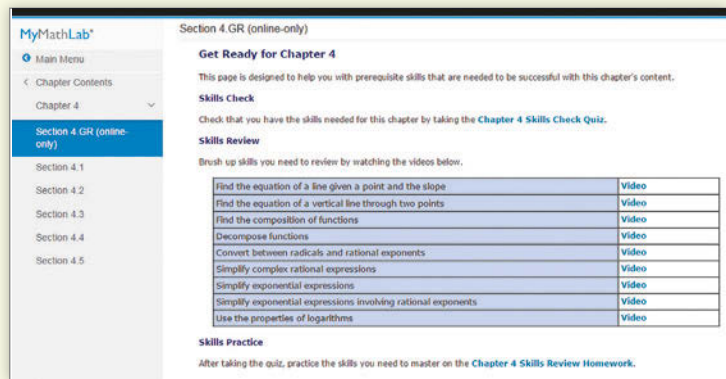 MyMathLab®
Main Menu
Chapter Contents
Chapter 4
Section 4.GR (online-
only)
Section 4.1
Section 4.2
Section 4.3
Section 4.4
Section 4.5
Section 4.GR (online-only)
Get Ready for Chapter 4
This page is designed to help you with prerequisite skills that are needed to be successful with this chapter's content.
Skills Check
Check that you have the skills needed for this chapter by taking the Chapter 4 Skills Check Quiz.
Skills Review
Brush up skills you need to review by watching the videos below.
Find the equation of a line given a point and the slope Video
Find the equation of a vertical line through two points Video
Find the composition of functions Video
Decompose functions Video
Convert between radicals and rational exponents Video
Simplify complex rational expressions Video
Simplify exponential expressions Video
Simplify exponential expressions involving rational exponents Video
Use the properties of logarithms Video
Skills Practice
After taking the quiz, practice the skills you need to master on the Chapter 4 Skills Review Homework.